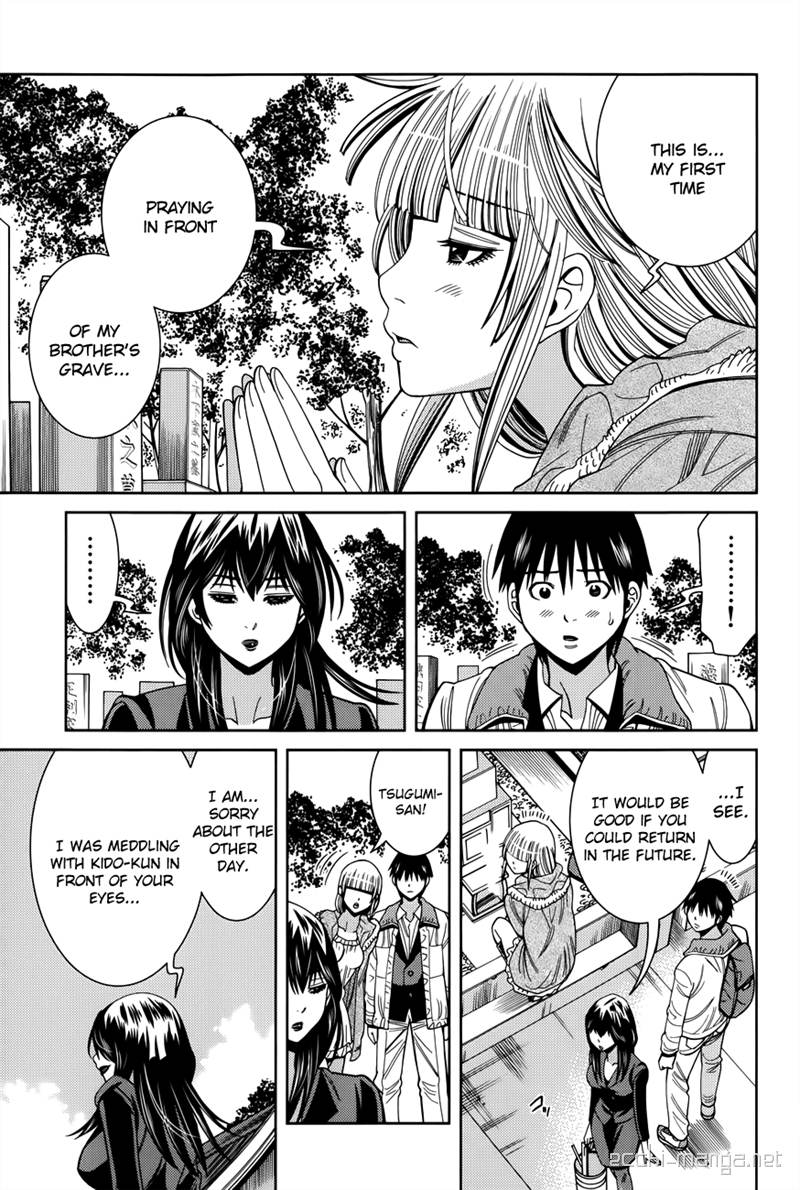 THIS IS...
MY FIRST
TIME
PRAYING
IN FRONT
OF MY
BROTHER'S
GRAVE...
.......!
.......
...I
SEE.
IT WOULD BE
GOOD IF YOU
COULD RETURN
IN THE FUTURE.
TSUGUMI-
SAN!
I AM...
SORRY
ABOUT THE
OTHER
DAY.
I WAS MEDDLING
WITH KIDO-KUN IN
FRONT OF YOUR
EYES...
ecchi-manga.net